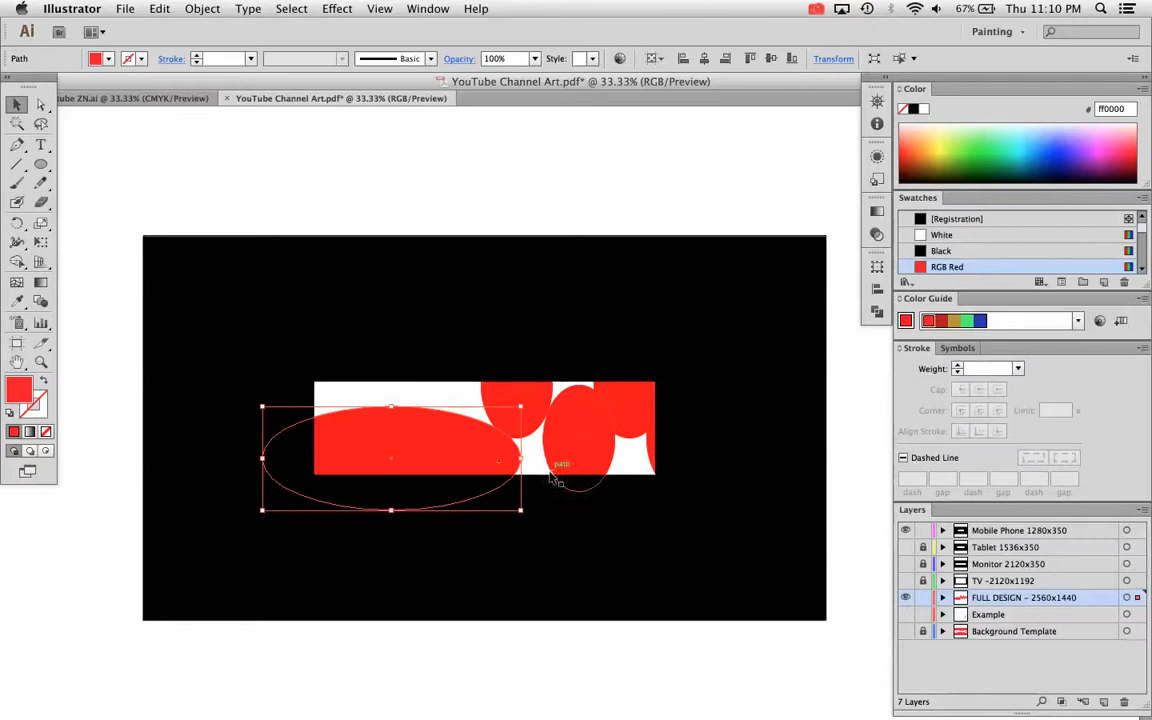 Illustrator File Edit Object Type Select Effect View Window Help 67% Thu 11:10 PM
Ai Br Painting
Path Stroke: Basic Opacity: 100% Style: Transform
YouTube Channel Art.pdf* @ 33.33% (RGB/Preview)
tube ZN.ai @ 33.33% (CMYK/Preview) × YouTube Channel Art.pdf* @ 33.33% (RGB/Preview)
Color
# ff0000
Swatches
[Registration]
White
Black
RGB Red
Color Guide
Stroke Symbols
Weight:
Cap:
Corner: Limit: x
Align Stroke:
Dashed Line
dash gap dash gap dash gap
path
Layers
Mobile Phone 1280x350
Tablet 1536x350
Monitor 2120x350
TV -2120x1192
FULL DESIGN - 2560x1440
Example
Background Template
7 Layers